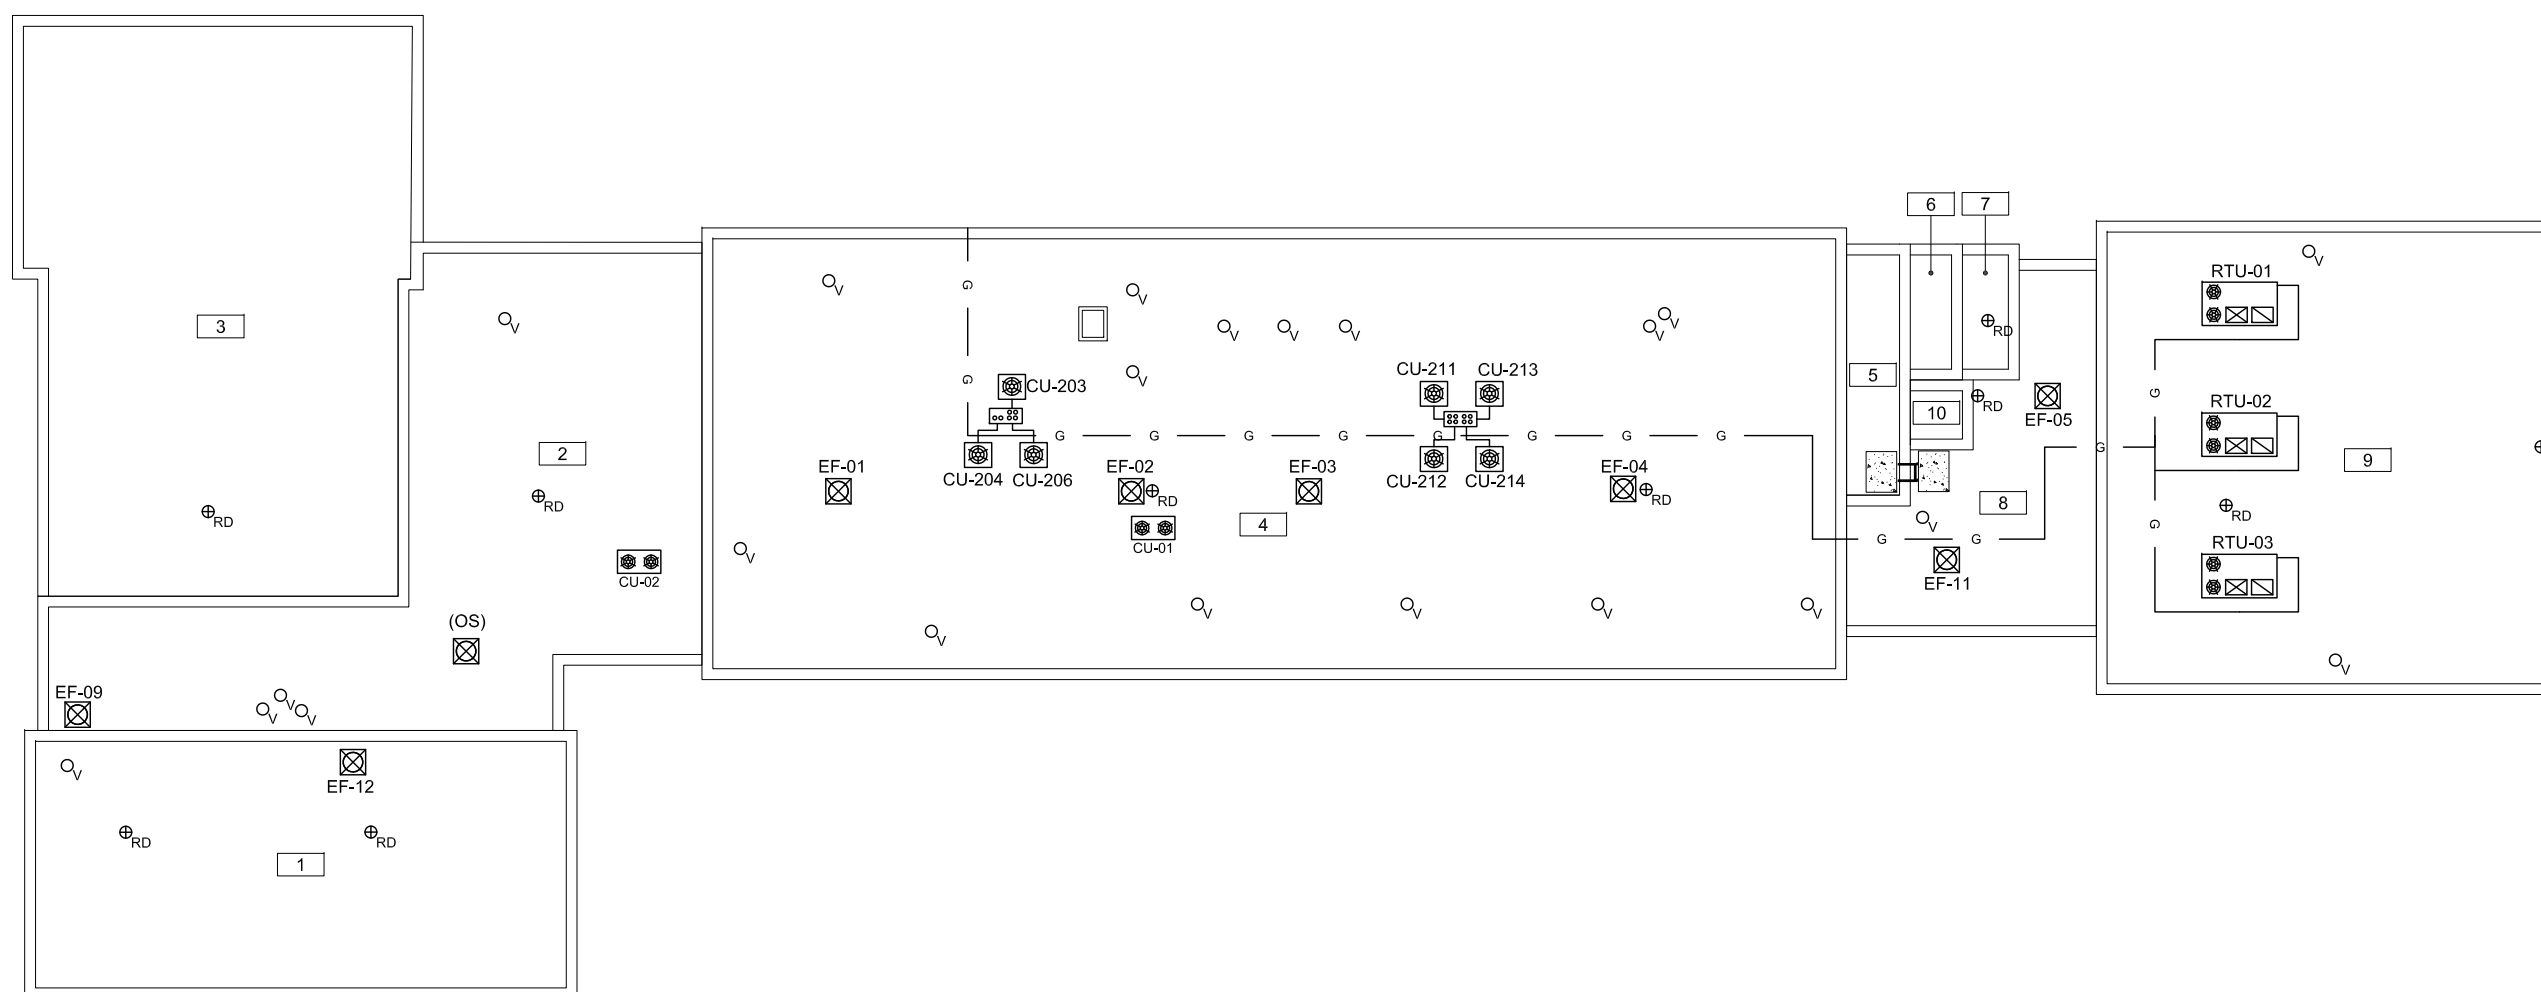 6
7
RTU-01
G
V
V
V
V
3
V
V
V
V
V
V
RD
CU-211
CU-213
5
G
CU-203
G
RTU-02
10
RD
EF-05
G
G
G
G
G
G
G
G
G
2
EF-01
CU-204
CU-206
EF-02
EF-03
CU-212
CU-214
EF-04
9
RD
RD
RD
8
RD
RD
4
V
G
CU-01
V
G
G
RTU-03
CU-02
EF-11
V
V
V
V
(OS)
V
V
EF-09
V
V
V
V
EF-12
RD
RD
1